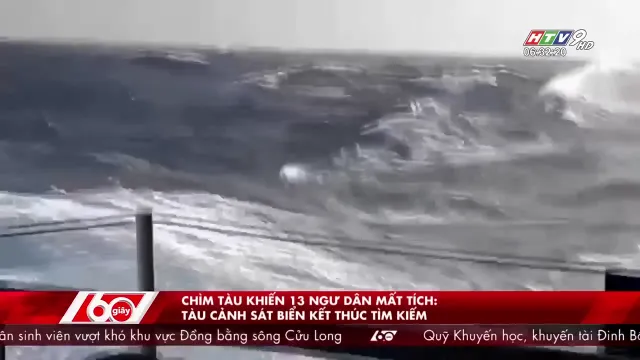 HTV9 HD
06:32:20
60 giây
CHÌM TÀU KHIẾN 13 NGƯ DÂN MẤT TÍCH:
TÀU CẢNH SÁT BIỂN KẾT THÚC TÌM KIẾM
ân sinh viên vượt khó khu vực Đồng bằng sông Cửu Long 60 Quỹ Khuyến học, khuyến tài Đinh B